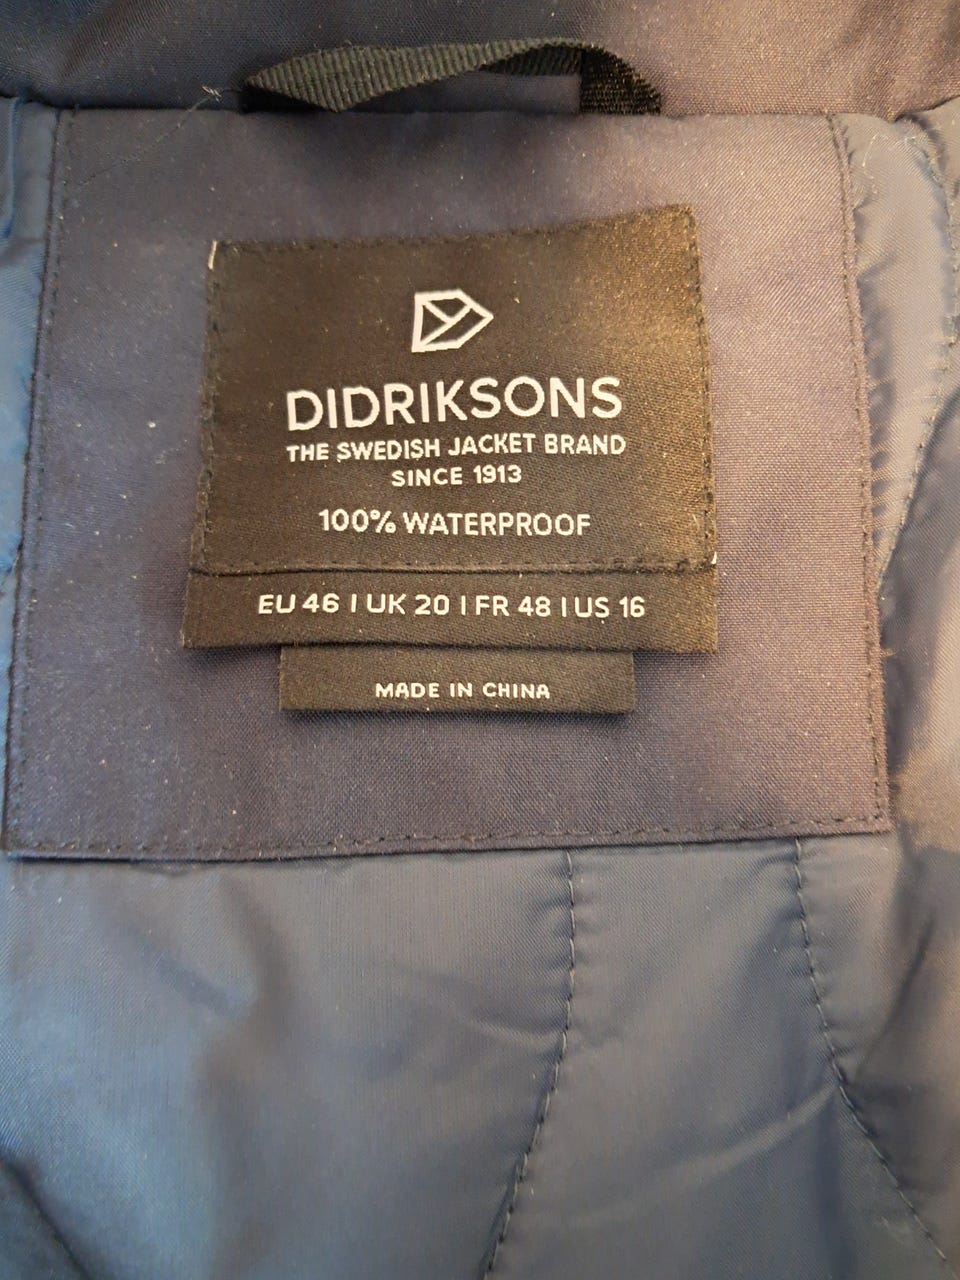 DIDRIKSONS
THE SWEDISH JACKET BRAND
SINCE 1913
100% WATERPROOF
EU 46 I UK 20 I FR 48 I US 16
MADE IN CHINA